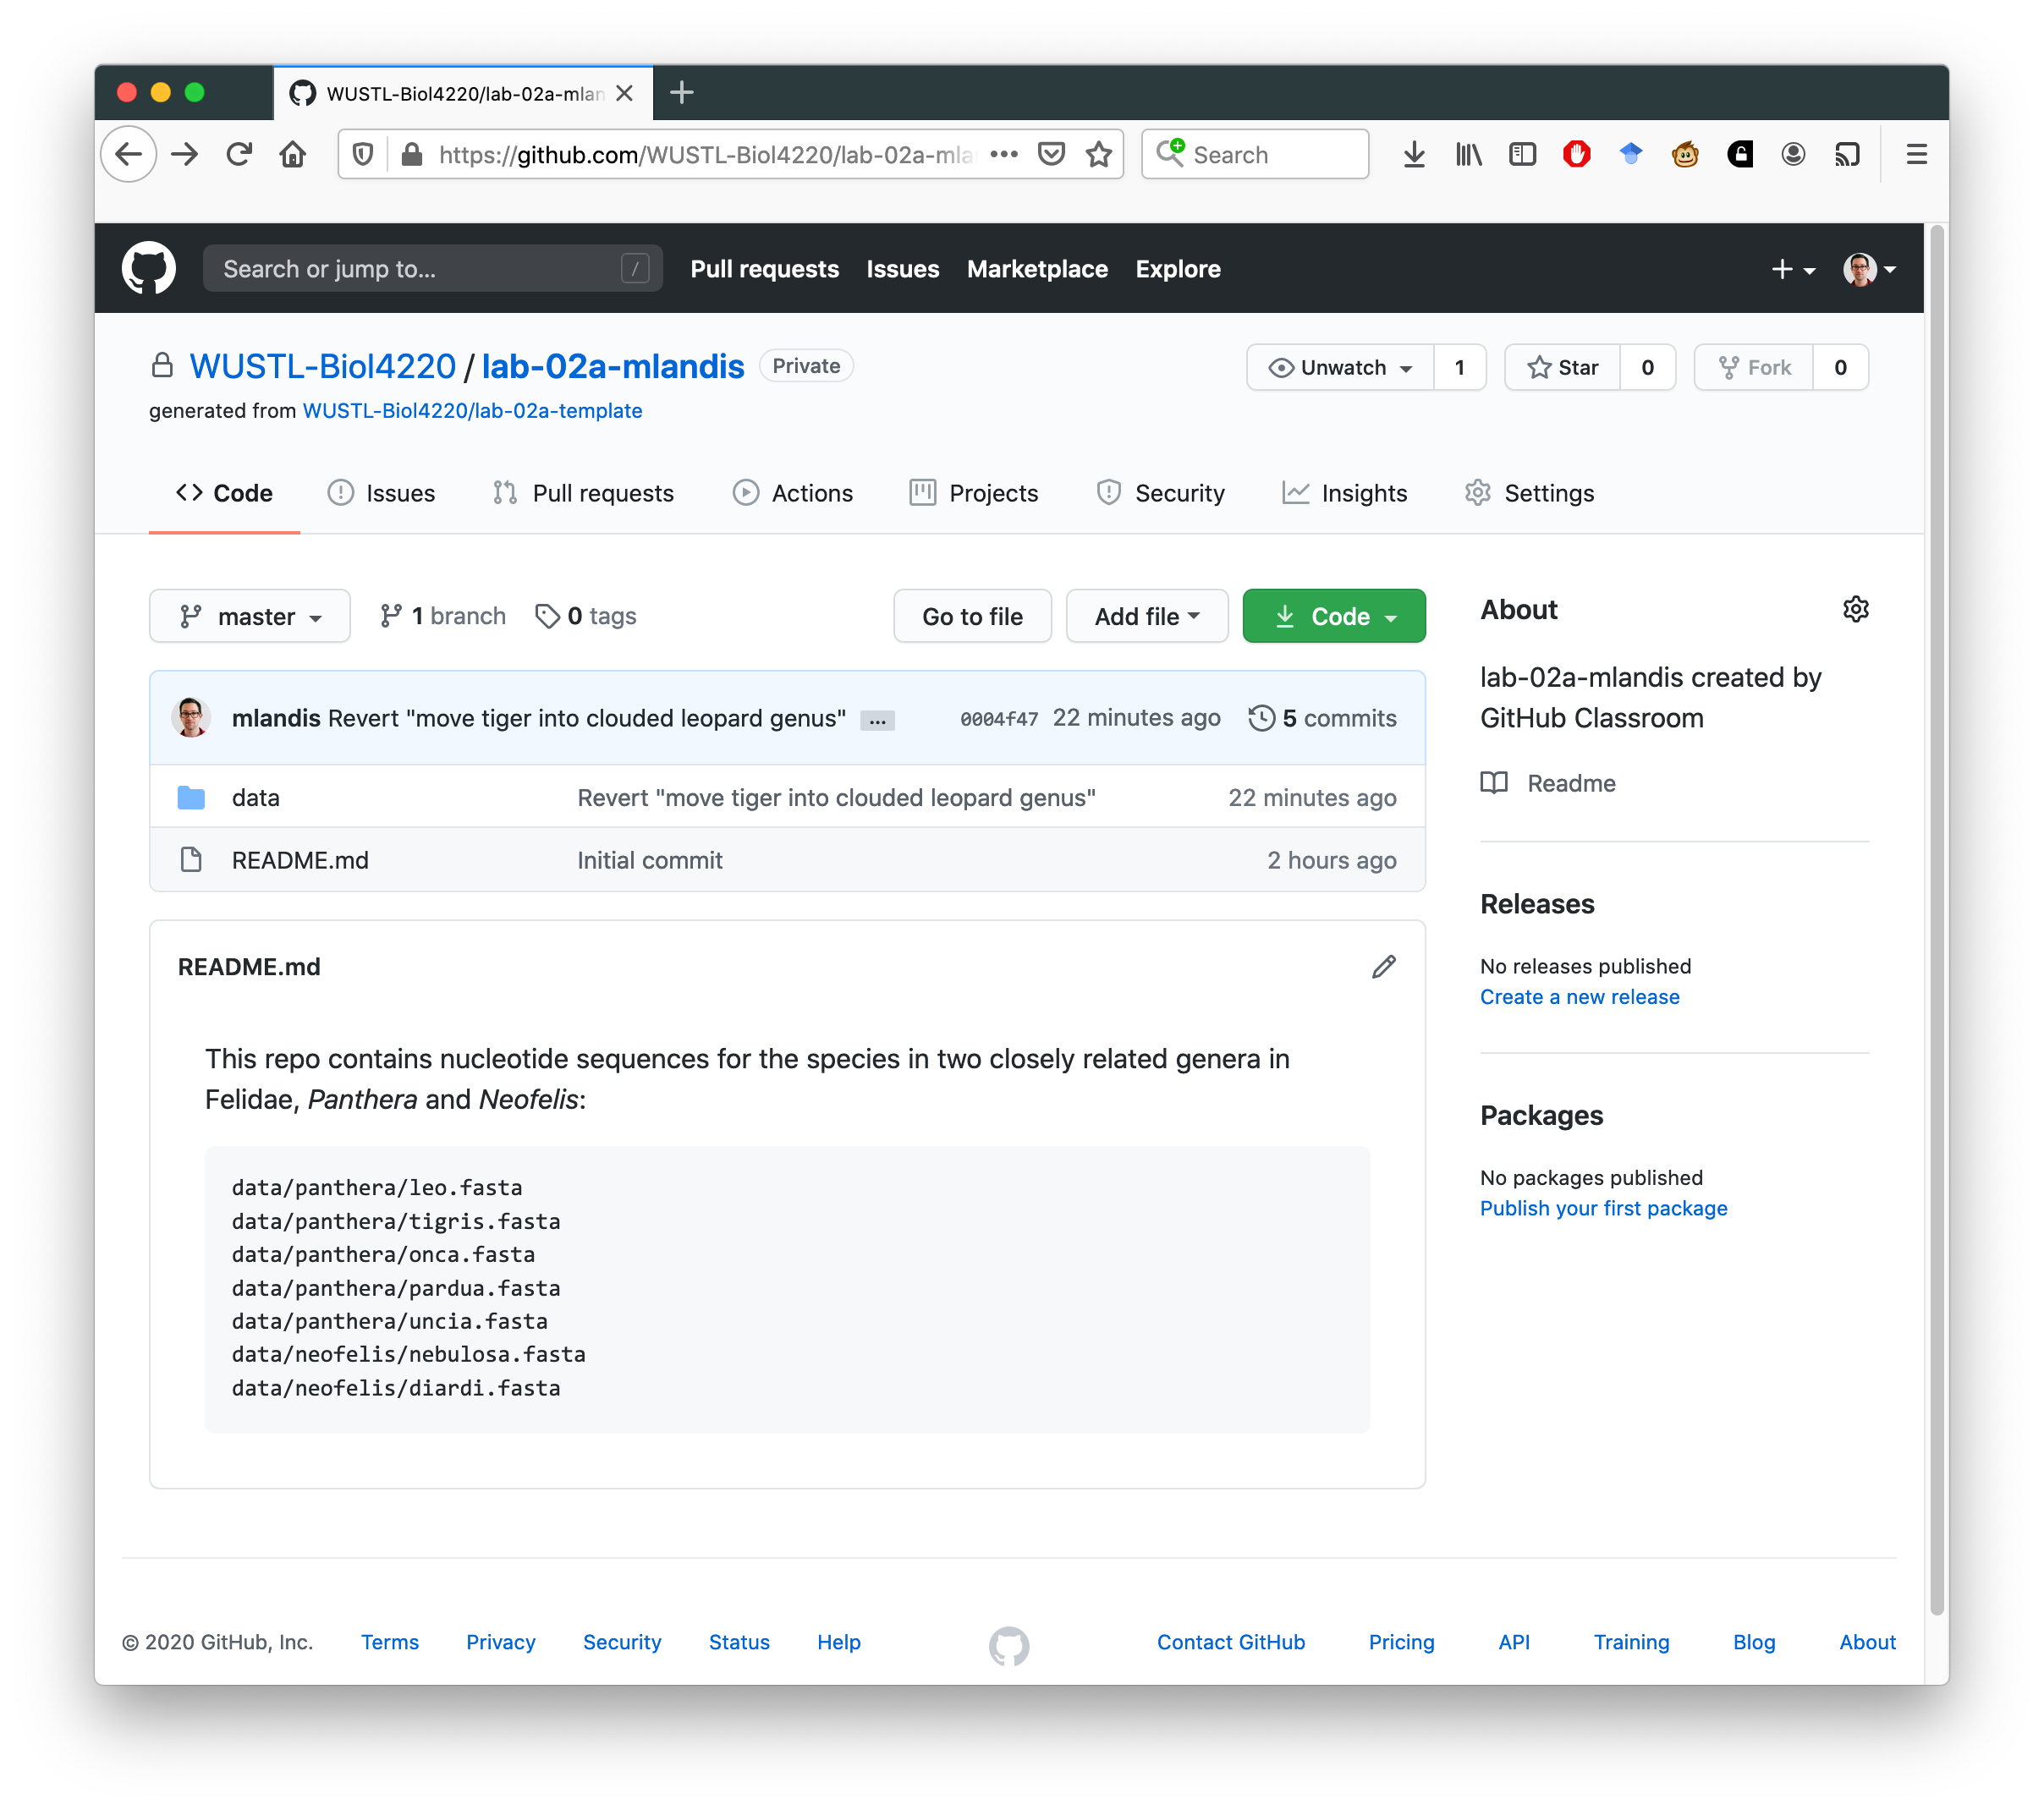 WUSTL-Biol4220/lab-02a-mlan
https://github.com/WUSTL-Biol4220/lab-02a-mla
Search
Search or jump to...
/
Pull requests Issues Marketplace Explore
WUSTL-Biol4220 / lab-02a-mlandis Private
Unwatch 1 Star 0 Fork 0
generated from WUSTL-Biol4220/lab-02a-template
Code Issues Pull requests Actions Projects Security Insights Settings
master 1 branch 0 tags Go to file Add file Code
mlandis Revert "move tiger into clouded leopard genus" ... 0004f47 22 minutes ago 5 commits
data Revert "move tiger into clouded leopard genus" 22 minutes ago
README.md Initial commit 2 hours ago
README.md
This repo contains nucleotide sequences for the species in two closely related genera in
Felidae, Panthera and Neofelis:
data/panthera/leo.fasta
data/panthera/tigris.fasta
data/panthera/onca.fasta
data/panthera/pardua.fasta
data/panthera/uncia.fasta
data/neofelis/nebulosa.fasta
data/neofelis/diardi.fasta
About
lab-02a-mlandis created by
GitHub Classroom
Readme
Releases
No releases published
Create a new release
Packages
No packages published
Publish your first package
© 2020 GitHub, Inc. Terms Privacy Security Status Help Contact GitHub Pricing API Training Blog About